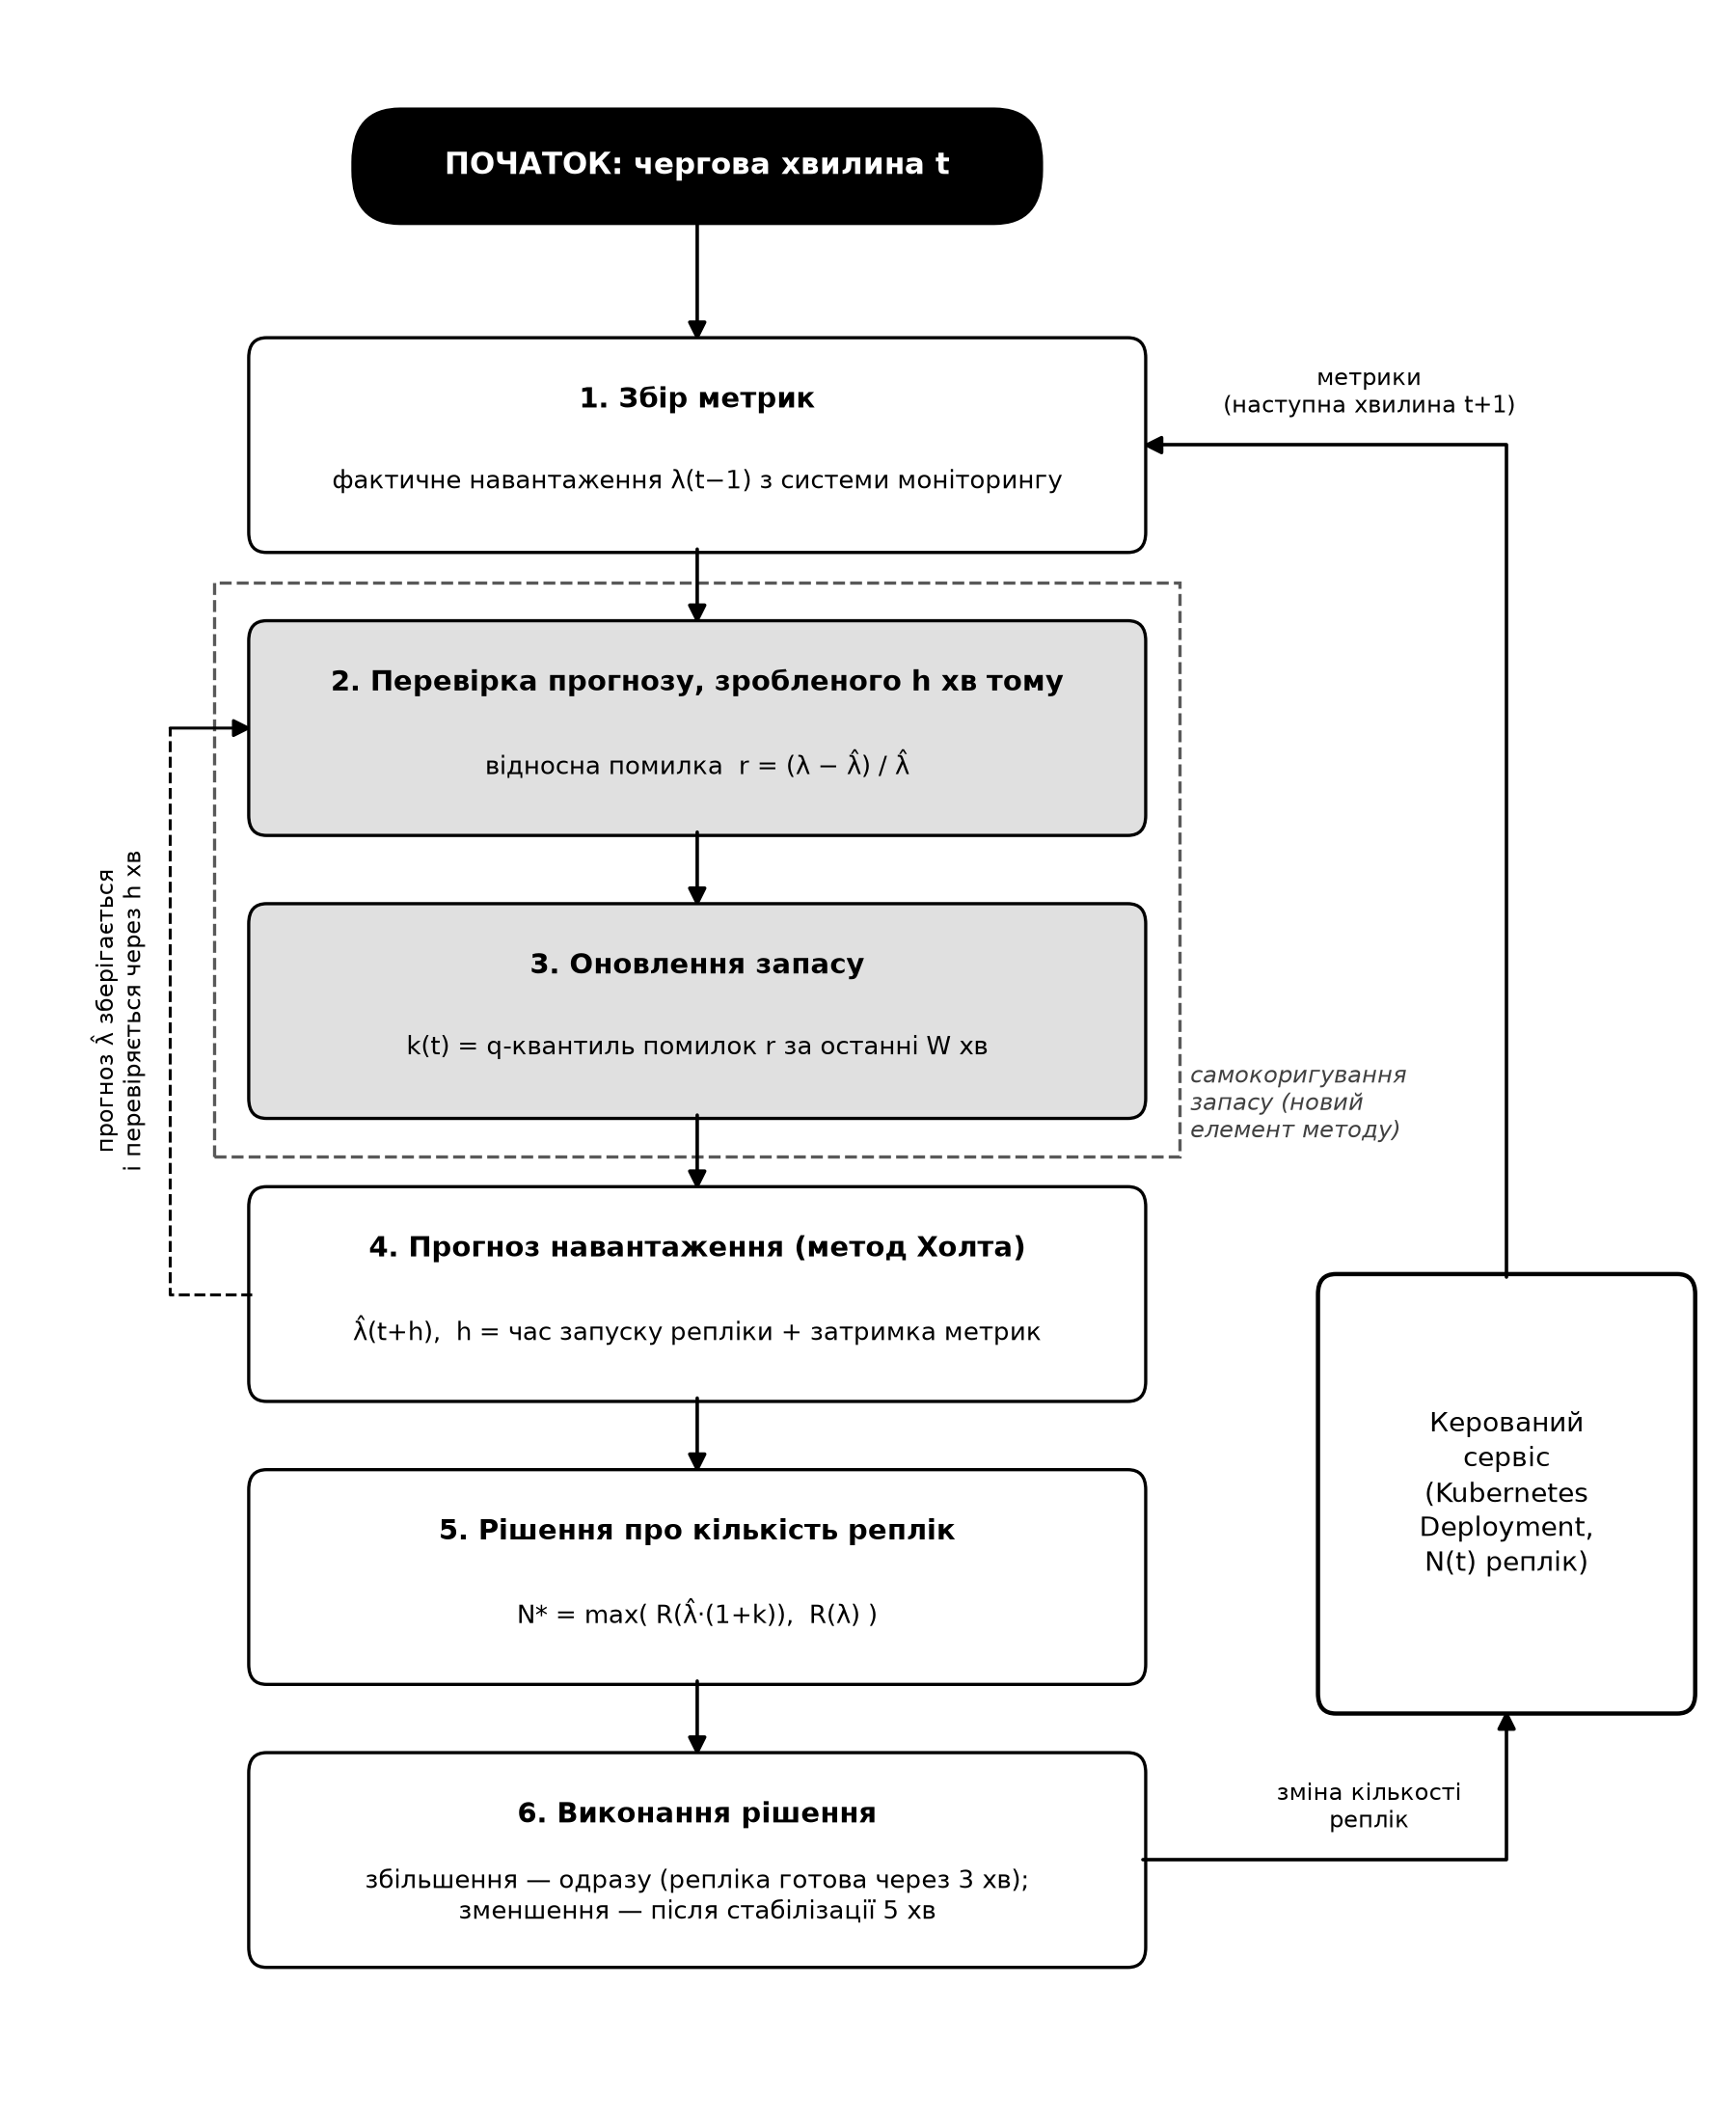 ПОЧАТОК: чергова хвилина t
1. Збір метрик
фактичне навантаження λ(t−1) з системи моніторингу
метрики
(наступна хвилина t+1)
2. Перевірка прогнозу, зробленого h хв тому
відносна помилка  r = (λ − λ̂) / λ̂
прогноз λ̂ зберігається
і перевіряється через h хв
3. Оновлення запасу
k(t) = q-квантиль помилок r за останні W хв
самокоригування
запасу (новий
елемент методу)
4. Прогноз навантаження (метод Холта)
λ̂(t+h),  h = час запуску репліки + затримка метрик
5. Рішення про кількість реплік
N* = max( R(λ̂·(1+k)),  R(λ) )
Керований
сервіс
(Kubernetes
Deployment,
N(t) реплік)
6. Виконання рішення
збільшення — одразу (репліка готова через 3 хв);
зменшення — після стабілізації 5 хв
зміна кількості
реплік